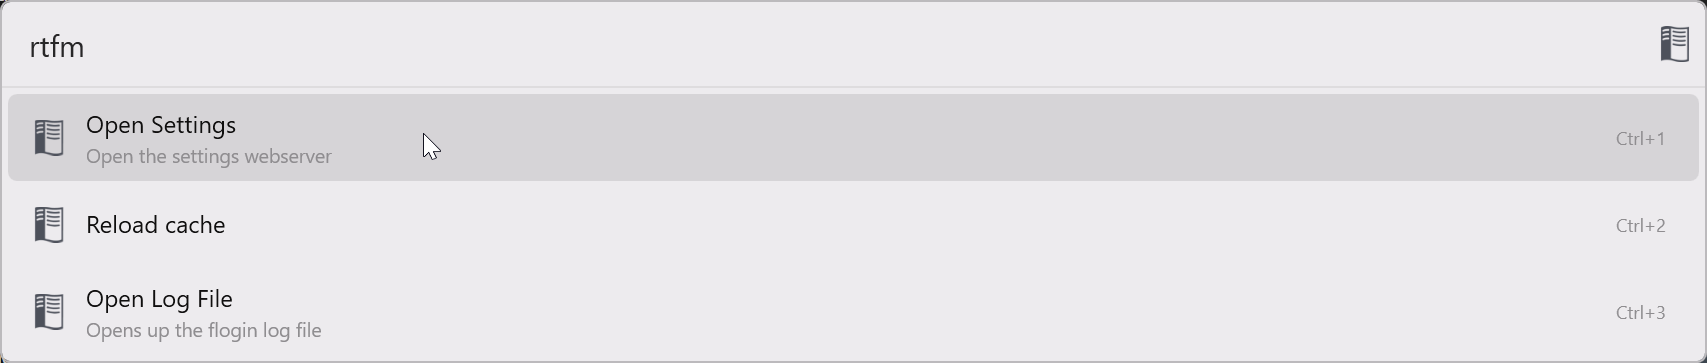 rtfm
Open Settings
Open the settings webserver
Ctrl+1
Reload cache
Ctrl+2
Open Log File
Opens up the flogin log file
Ctrl+3